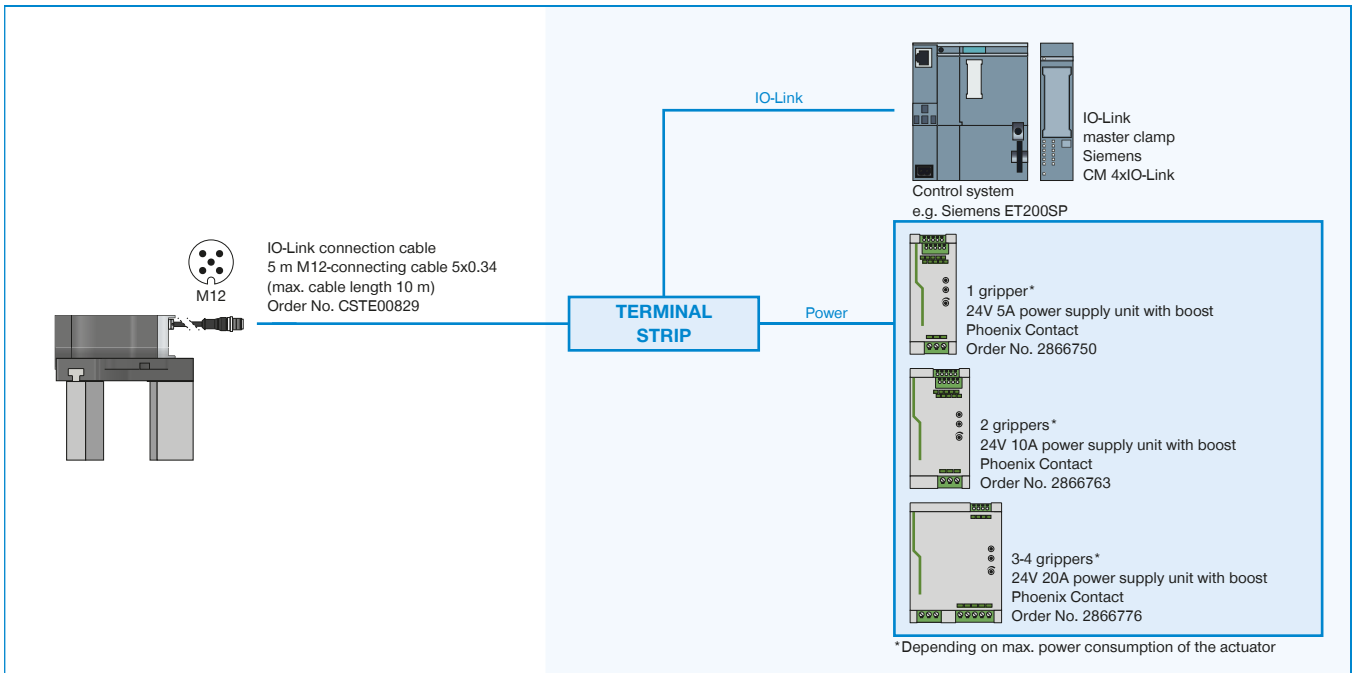 IO-Link
IO-Link
master clamp
Siemens
CM 4xIO-Link
Control system
e.g. Siemens ET200SP
M12
IO-Link connection cable
5 m M12-connecting cable 5x0.34
(max. cable length 10 m)
Order No. CSTE00829
TERMINAL
STRIP
Power
1 gripper*
24V 5A power supply unit with boost
Phoenix Contact
Order No. 2866750
2 grippers*
24V 10A power supply unit with boost
Phoenix Contact
Order No. 2866763
3-4 grippers*
24V 20A power supply unit with boost
Phoenix Contact
Order No. 2866776
*Depending on max. power consumption of the actuator